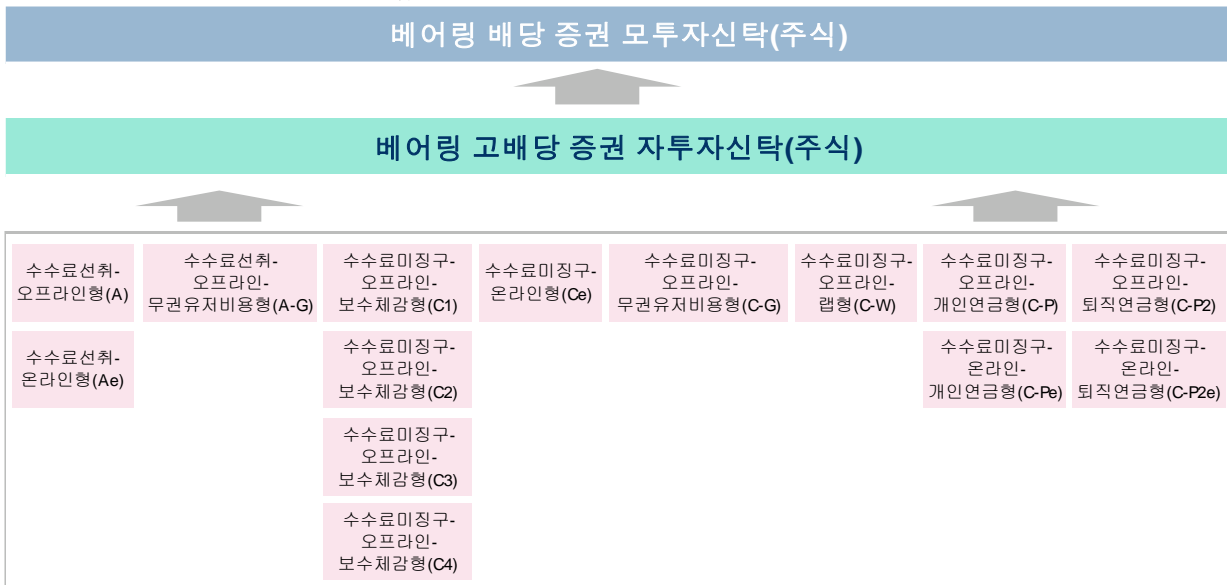 베어링 배당 증권 모투자신탁(주식)
베어링 고배당 증권 자투자신탁(주식)
수수료선취-
오프라인형(A)
수수료선취-
오프라인-
무권유저비용형(A-G)
수수료미징구-
오프라인-
보수체감형(C1)
수수료미징구-
온라인형(Ce)
수수료미징구-
오프라인-
무권유저비용형(C-G)
수수료미징구-
오프라인-
랩형(C-W)
수수료미징구-
오프라인-
개인연금형(C-P)
수수료미징구-
오프라인-
퇴직연금형(C-P2)
수수료선취-
온라인형(Ae)
수수료미징구-
오프라인-
보수체감형(C2)
수수료미징구-
온라인-
개인연금형(C-Pe)
수수료미징구-
온라인-
퇴직연금형(C-P2e)
수수료미징구-
오프라인-
보수체감형(C3)
수수료미징구-
오프라인-
보수체감형(C4)